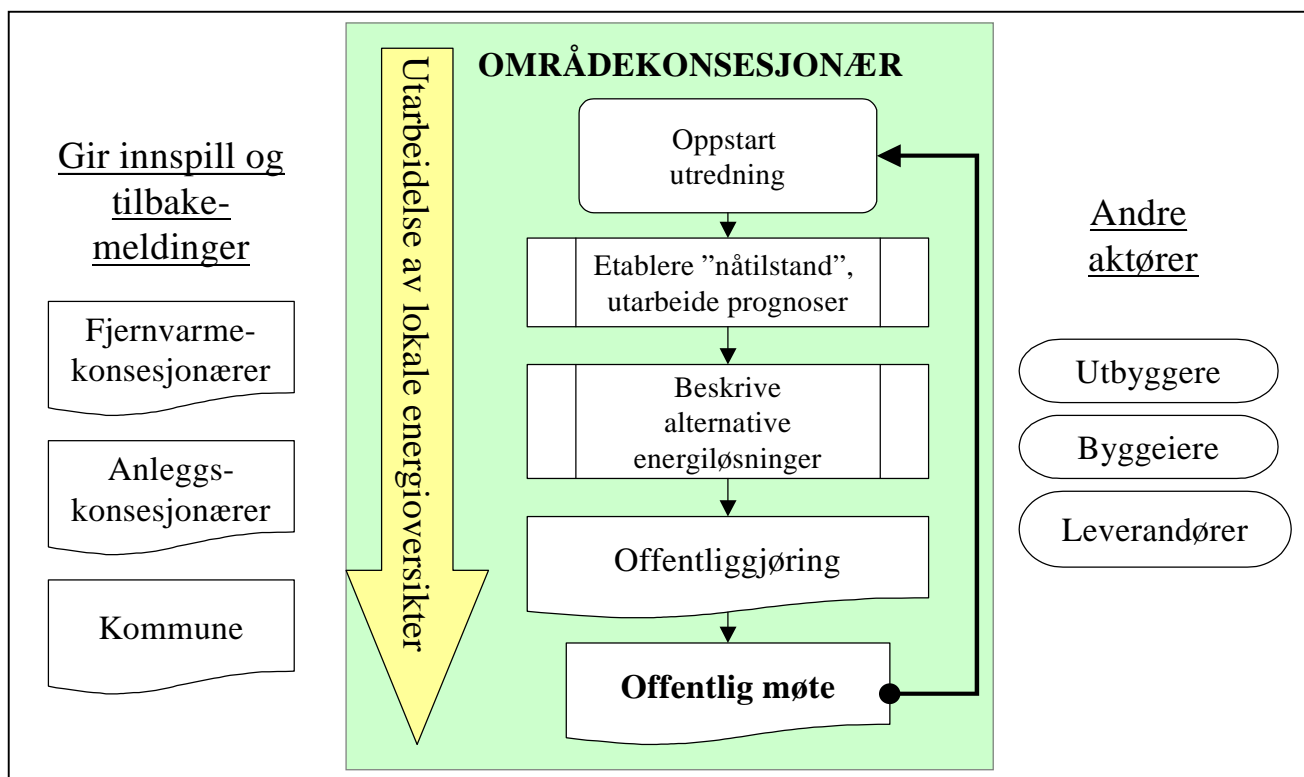 Gir innspill og
tilbake-
meldinger
Fjernvarme-
konsesjonærer
Anleggs-
konsesjonærer
Kommune
Utarbeidelse av lokale energioversikter
OMRÅDEKONSESJONÆR
Oppstart
utredning
Etablere ”nåtilstand”,
utarbeide prognoser
Beskrive
alternative
energiløsninger
Offentliggjøring
Offentlig møte
Andre
aktører
Utbyggere
Byggeiere
Leverandører